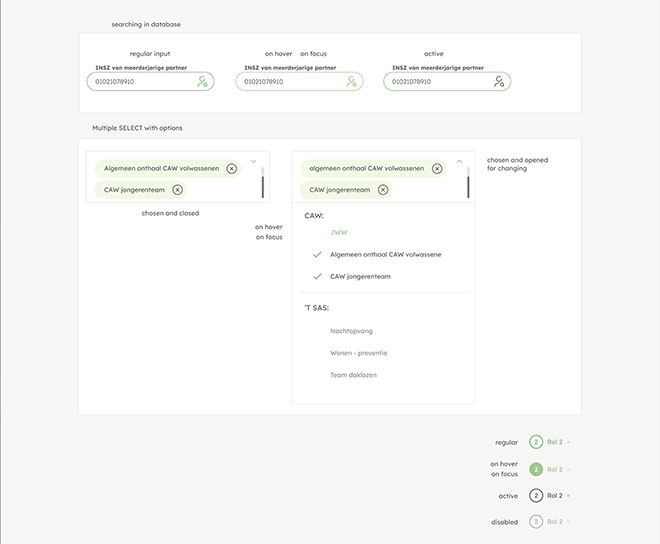 searching in database
regular input
on hover on focus
active
INSZ van meerderjarige partner
INSZ van meerderjarige partner
INSZ van meerderjarige partner
01021078910
01021078910
01021078910
Multiple SELECT with options
Algemeen onthaal CAW volwassenen
CAW jongerenteam
chosen and closed
algemeen onthaal CAW volwassenen
CAW jongerenteam
chosen and opened
for changing
CAW:
on hover
on focus
JWW
Algemeen onthaal CAW volwassene
CAW jongerenteam
'T SAS:
Nachtopvang
Wonen - preventie
Team daklozen
regular 2 Rol 2 >
on hover
on focus
2 Rol 2 >
active 2 Rol 2 >
disabled 2 Rol 2 >